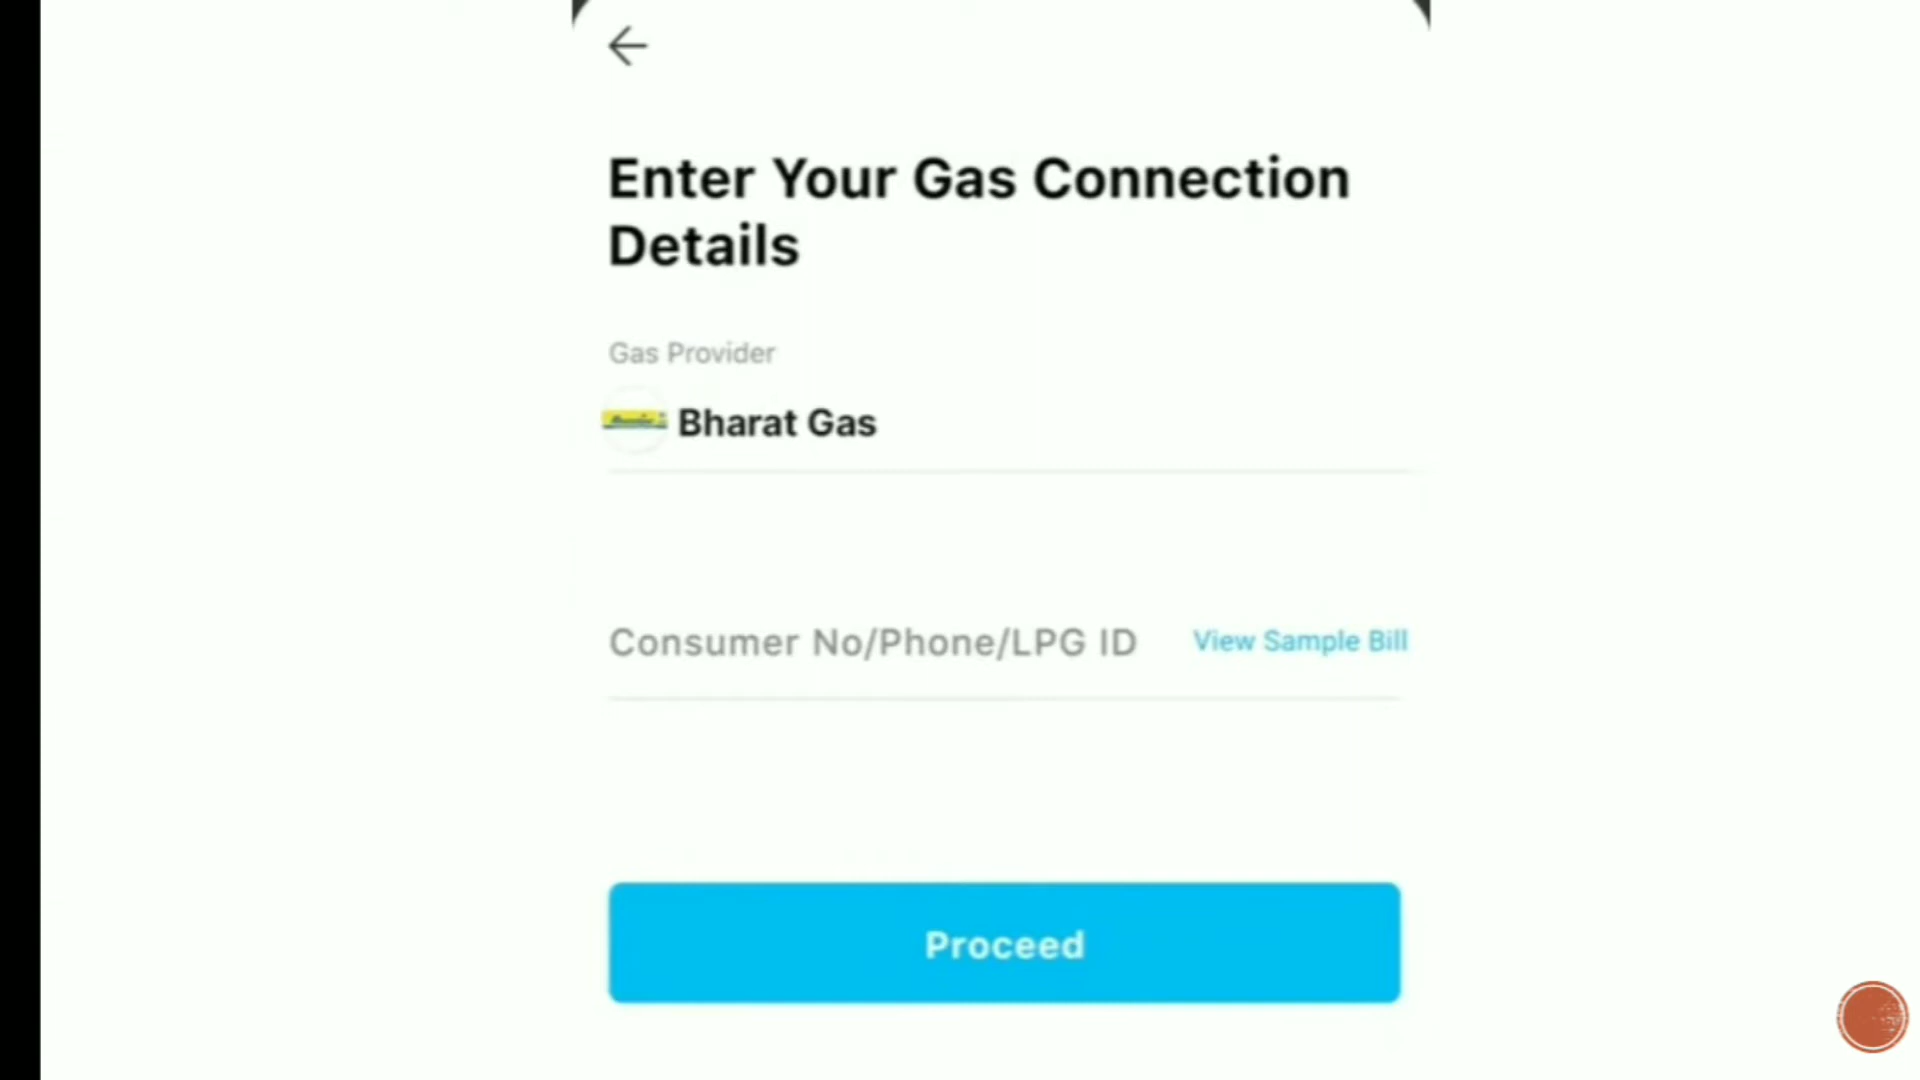 Enter Your Gas Connection
Details
Gas Provider
Bharat Gas
Consumer No/Phone/LPG ID
View Sample Bill
Proceed